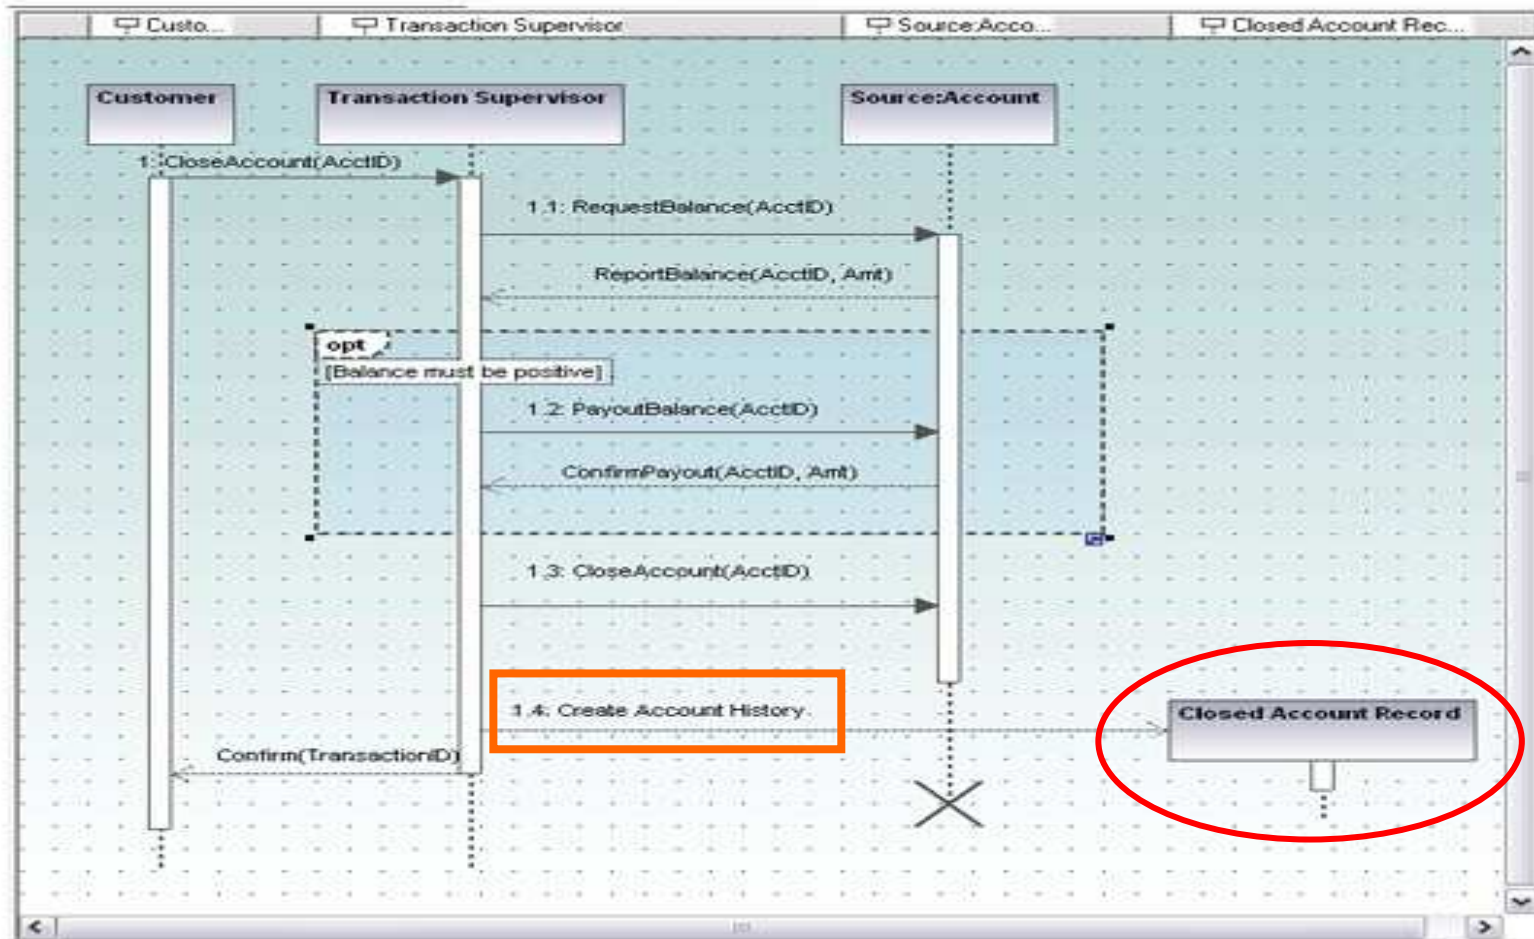 Custo...
Transaction Supervisor
Source:Acco...
Closed Account Rec...
Customer
Transaction Supervisor
Source:Account
1: CloseAccount(AcctID)
1.1: RequestBalance(AcctID)
ReportBalance(AcctID, Amt)
opt
[Balance must be positive]
1.2: PayoutBalance(AcctID)
ConfirmPayout(AcctID, Amt)
1.3: CloseAccount(AcctID)
1.4: Create Account History
Closed Account Record
Confirm(TransactionID)